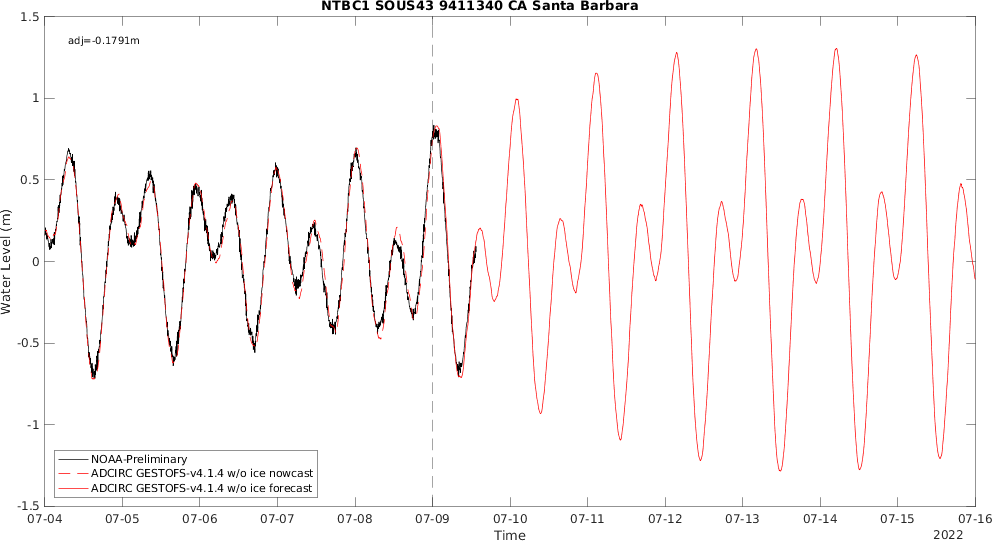 NTBC1 SOUS43 9411340 CA Santa Barbara
adj=-0.1791m
1.5
1
0.5
0
-0.5
-1
-1.5
Water Level (m)
NOAA-Preliminary
ADCIRC GESTOFS-v4.1.4 w/o ice nowcast
ADCIRC GESTOFS-v4.1.4 w/o ice forecast
07-04 07-05 07-06 07-07 07-08 07-09 07-10 07-11 07-12 07-13 07-14 07-15 07-16
Time
2022